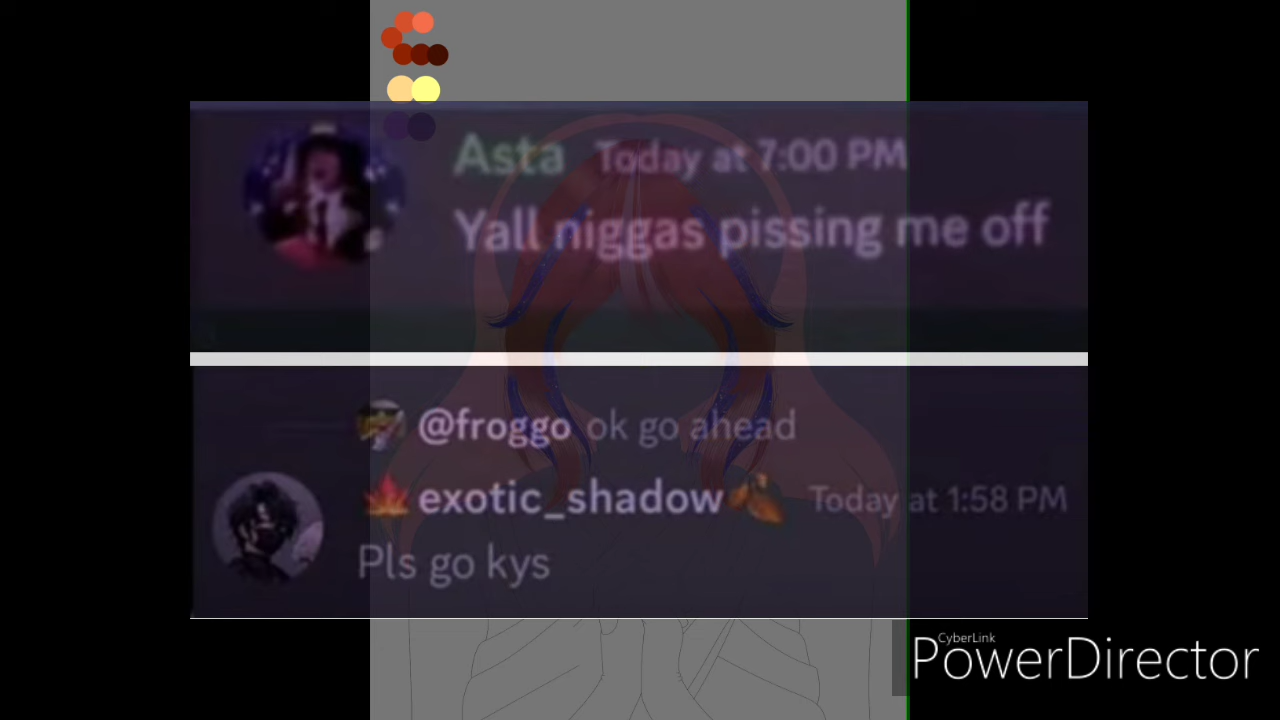 Asta Today at 7:00 PM
Yall niggas pissing me off
@froggo ok go ahead
exotic_shadow Today at 1:58 PM
Pls go kys
CyberLink
PowerDirector